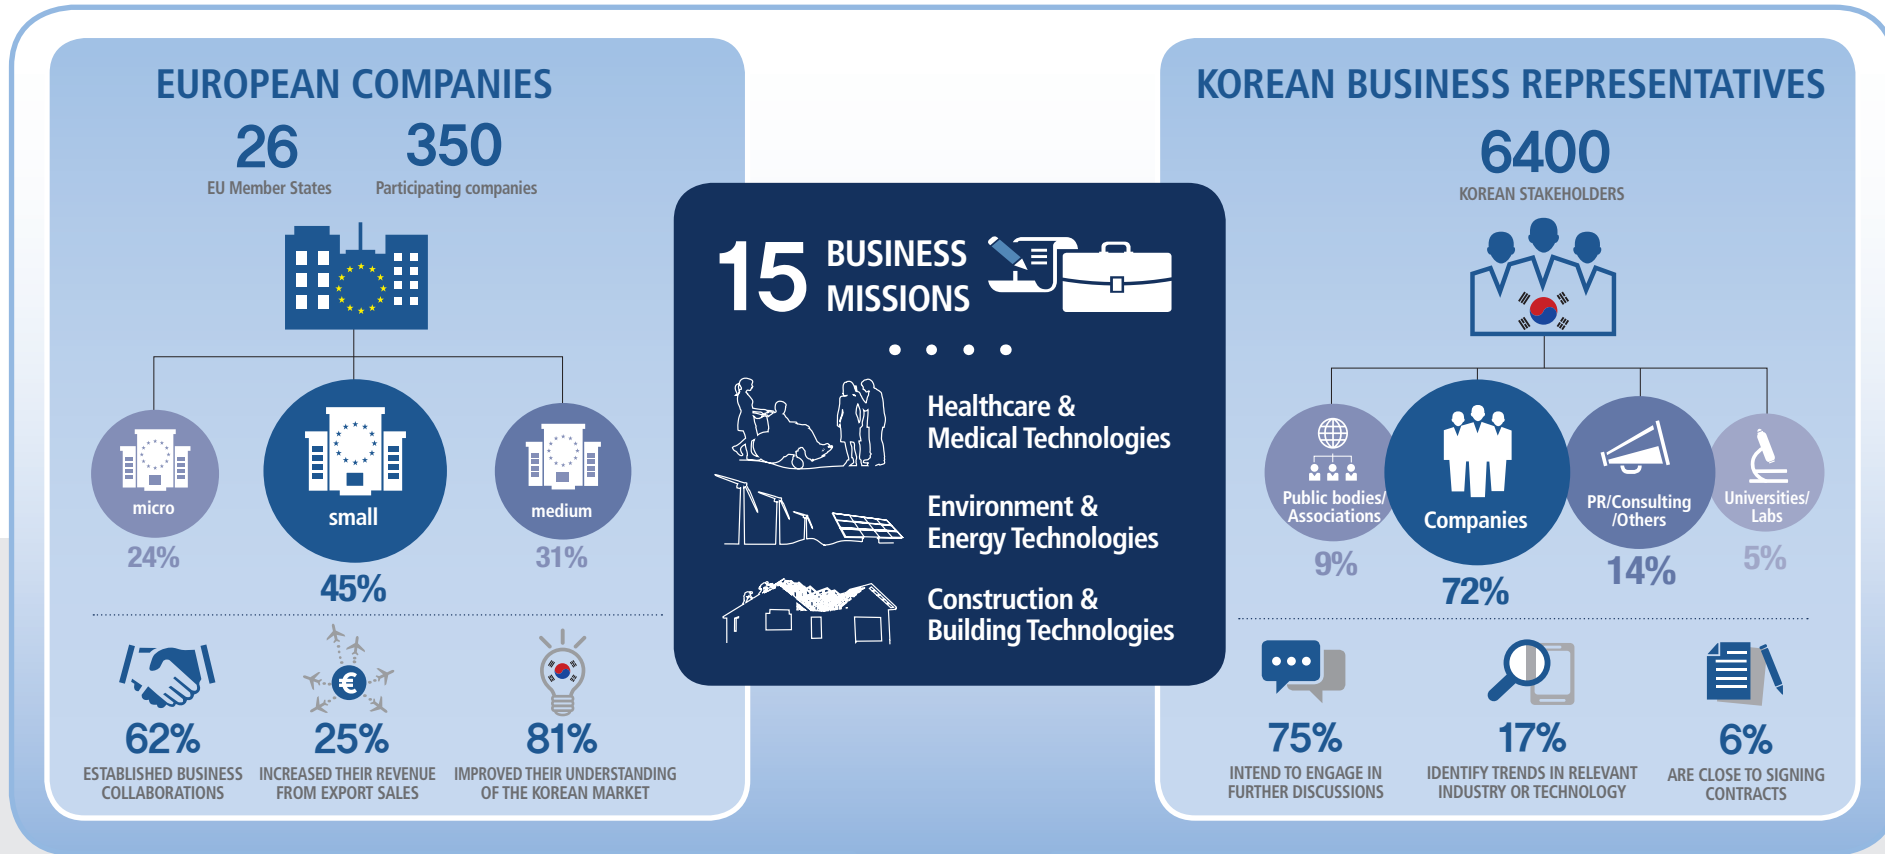 EUROPEAN COMPANIES
26
EU Member States
350
Participating companies
micro
24%
small
45%
medium
31%
62%
ESTABLISHED BUSINESS
COLLABORATIONS
25%
INCREASED THEIR REVENUE
FROM EXPORT SALES
81%
IMPROVED THEIR UNDERSTANDING
OF THE KOREAN MARKET
15 BUSINESS
MISSIONS
Healthcare &
Medical Technologies
Environment &
Energy Technologies
Construction &
Building Technologies
KOREAN BUSINESS REPRESENTATIVES
6400
KOREAN STAKEHOLDERS
Public bodies/
Associations
9%
Companies
72%
PR/Consulting
/Others
14%
Universities/
Labs
5%
75%
INTEND TO ENGAGE IN
FURTHER DISCUSSIONS
17%
IDENTIFY TRENDS IN RELEVANT
INDUSTRY OR TECHNOLOGY
6%
ARE CLOSE TO SIGNING
CONTRACTS